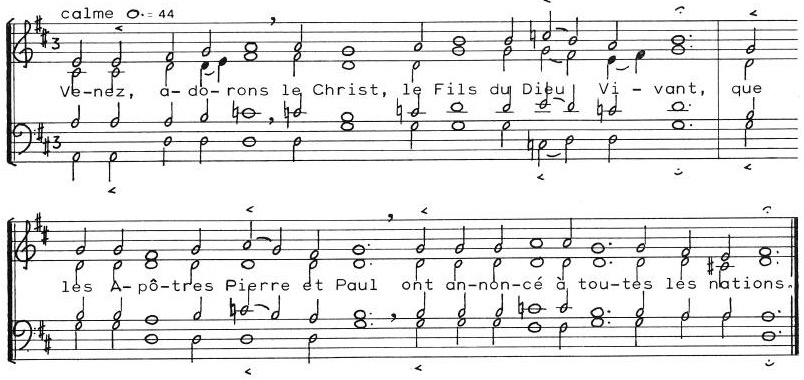 calme o. = 44
Ve-nez, a-do-rons le Christ, le Fils du Dieu Vi-vant, que
les A-pô-tres Pierre et Paul ont an-non-cé à tou-tes les nations.